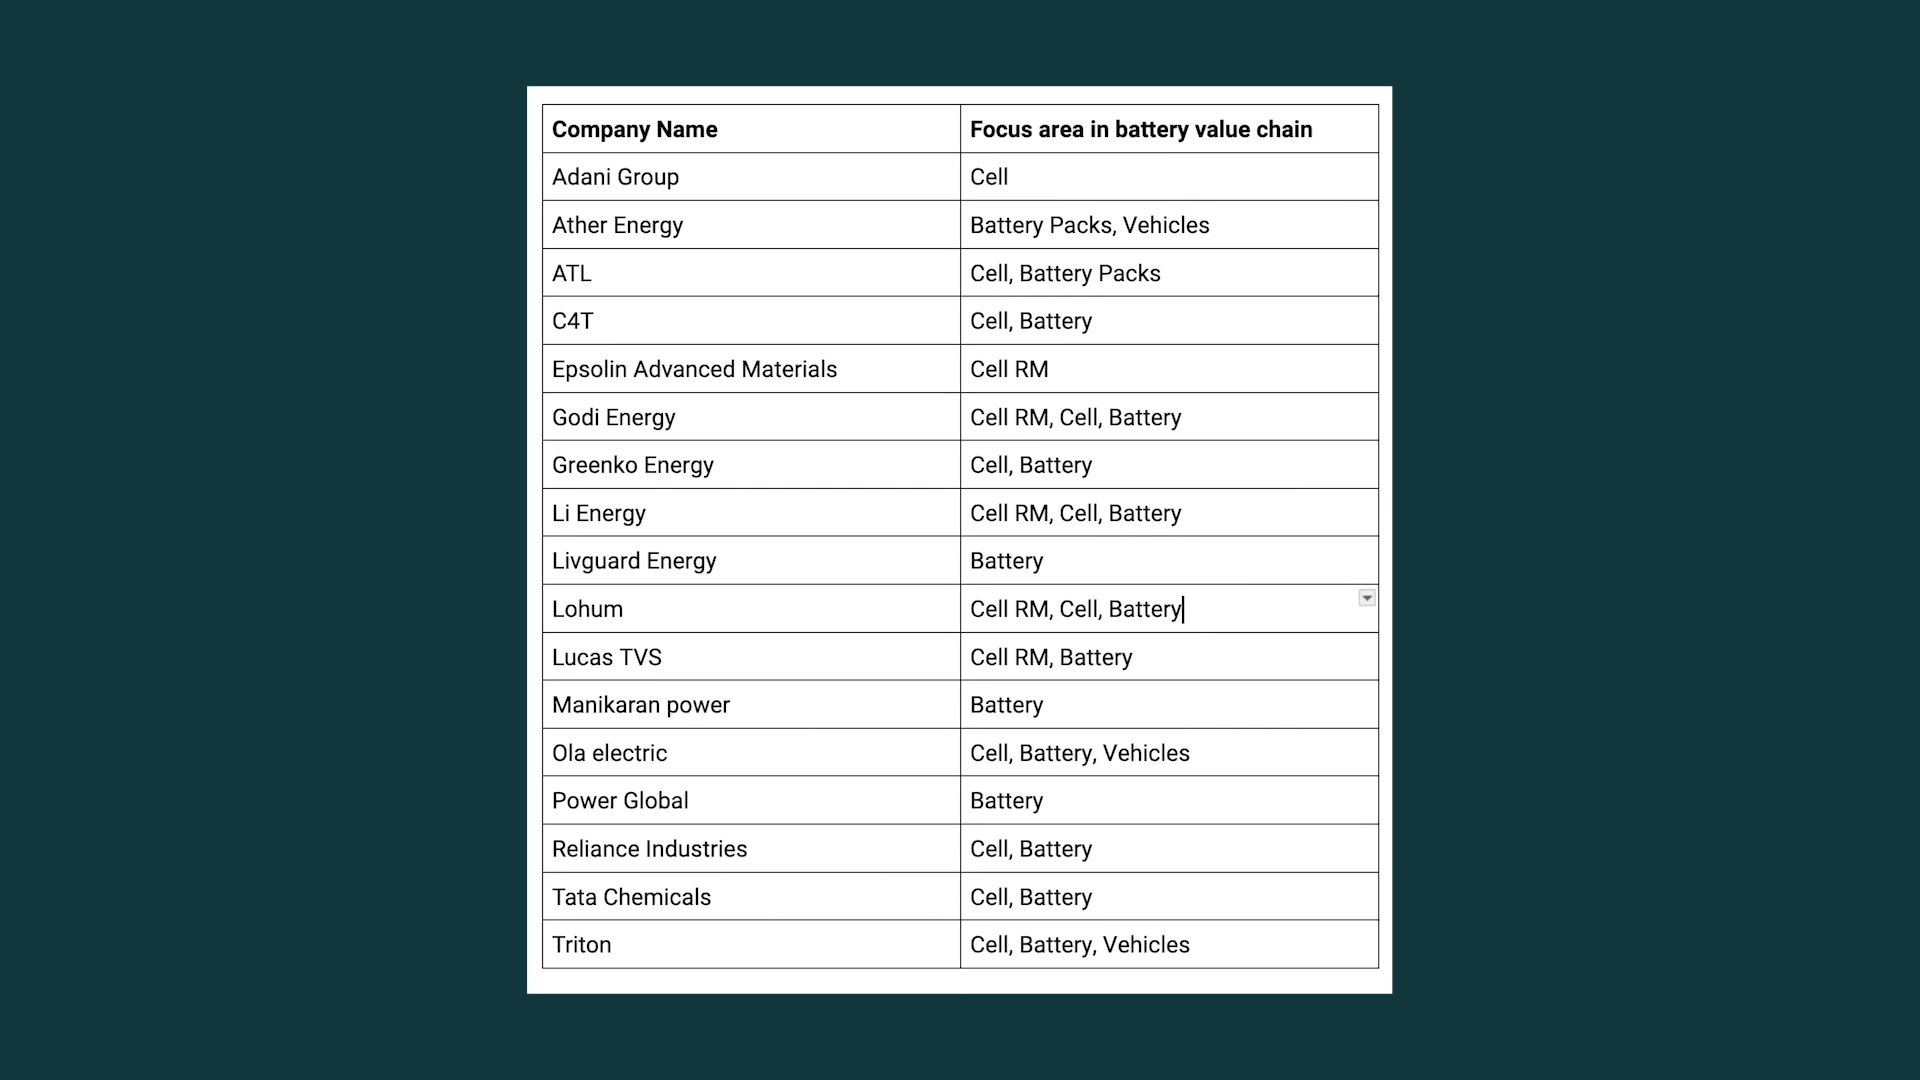 Company Name Focus area in battery value chain
Adani Group Cell
Ather Energy Battery Packs, Vehicles
ATL Cell, Battery Packs
C4T Cell, Battery
Epsolin Advanced Materials Cell RM
Godi Energy Cell RM, Cell, Battery
Greenko Energy Cell, Battery
Li Energy Cell RM, Cell, Battery
Livguard Energy Battery
Lohum Cell RM, Cell, Battery
Lucas TVS Cell RM, Battery
Manikaran power Battery
Ola electric Cell, Battery, Vehicles
Power Global Battery
Reliance Industries Cell, Battery
Tata Chemicals Cell, Battery
Triton Cell, Battery, Vehicles